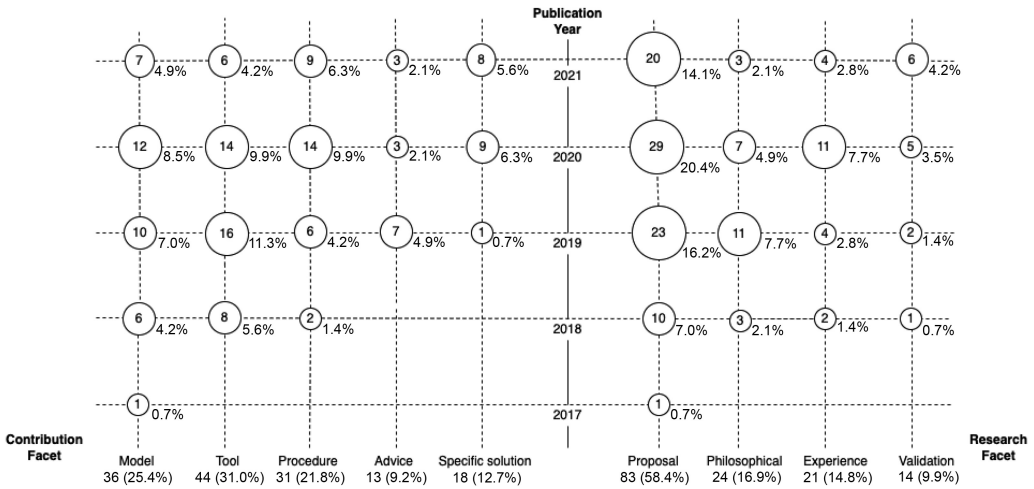 Publication
Year
7 6 9 3 8 20 3 4 6
4.9% 4.2% 6.3% 2.1% 5.6% 14.1% 2.1% 2.8% 4.2%
2021
12 14 14 3 9 29 7 11 5
8.5% 9.9% 9.9% 2.1% 6.3% 20.4% 4.9% 7.7% 3.5%
2020
10 16 6 7 1 23 11 4 2
7.0% 11.3% 4.2% 4.9% 0.7% 16.2% 7.7% 2.8% 1.4%
2019
6 8 2 10 3 2 1
4.2% 5.6% 1.4% 7.0% 2.1% 1.4% 0.7%
2018
1 1
0.7% 0.7%
2017
Contribution
Facet
Research
Facet
Model Tool Procedure Advice Specific solution Proposal Philosophical Experience Validation
36 (25.4%) 44 (31.0%) 31 (21.8%) 13 (9.2%) 18 (12.7%) 83 (58.4%) 24 (16.9%) 21 (14.8%) 14 (9.9%)